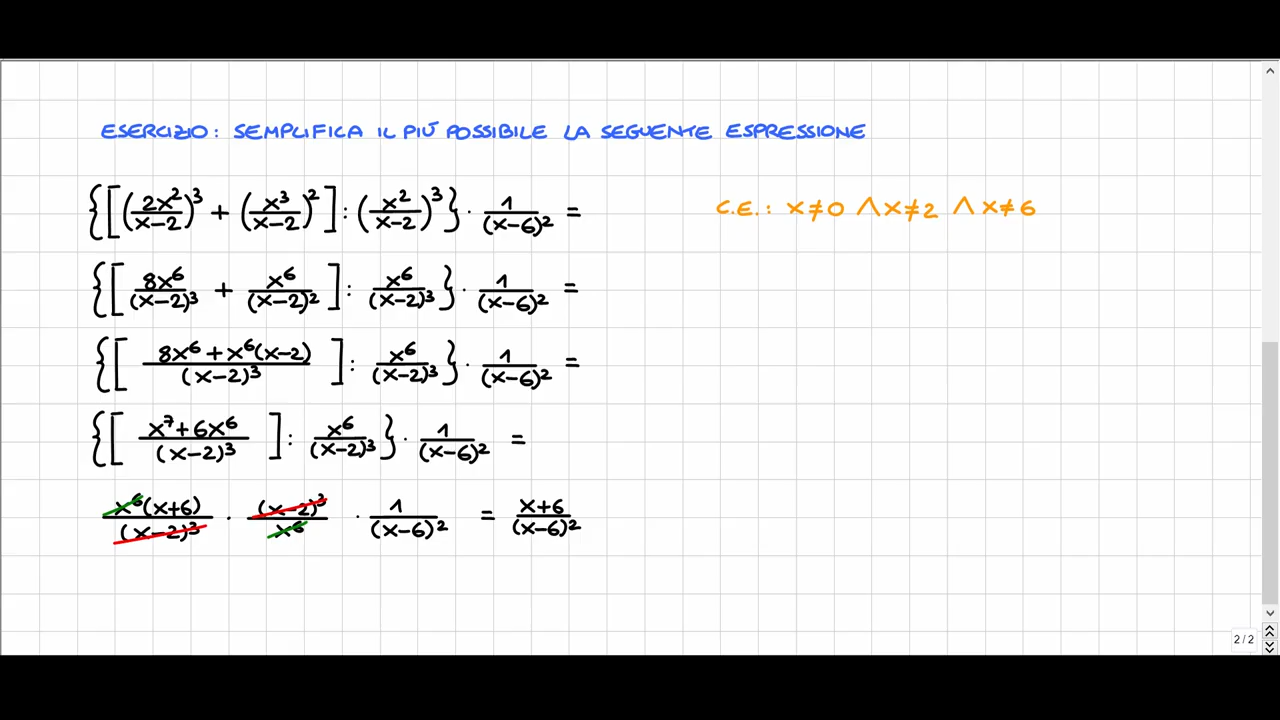 ESERCIZIO: SEMPLIFICA IL PIÙ POSSIBILE LA SEGUENTE ESPRESSIONE
{[(2x²/(x-2))³ + (x³/(x-2))²] : (x²/(x-2))³} · 1/(x-6)² =
C.E.: x≠0 ∧ x≠2 ∧ x≠6
{[8x⁶/(x-2)³ + x⁶/(x-2)²] : x⁶/(x-2)³} · 1/(x-6)² =
{[(8x⁶+x⁶(x-2))/(x-2)³] : x⁶/(x-2)³} · 1/(x-6)² =
{[(x⁷+6x⁶)/(x-2)³] : x⁶/(x-2)³} · 1/(x-6)² =
x⁶(x+6)/(x-2)³ · (x-2)³/x⁶ · 1/(x-6)² = (x+6)/(x-6)²
2/2